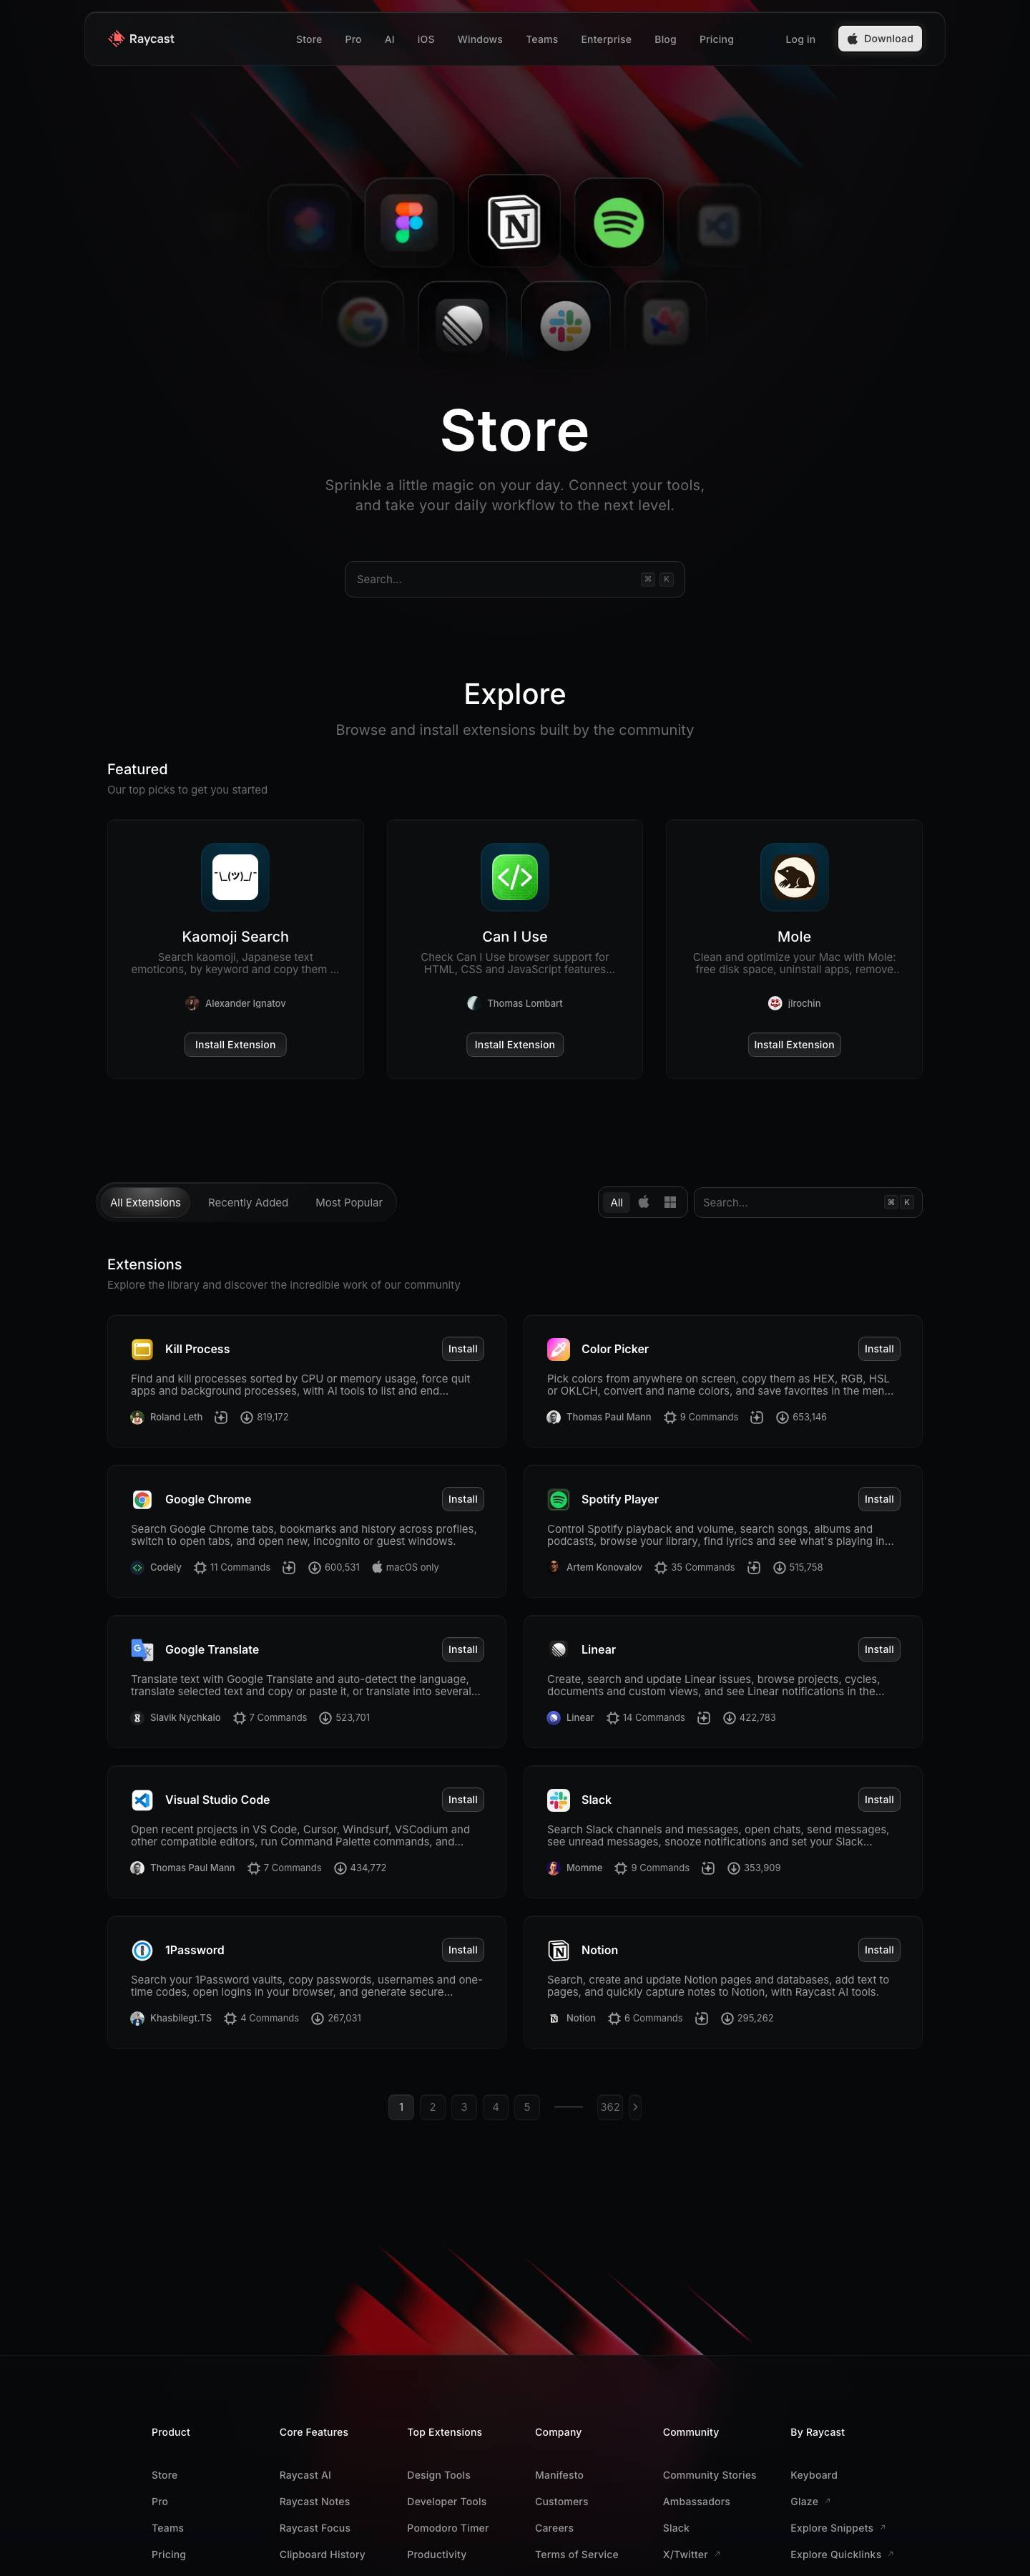 Raycast
Store
Pro
AI
iOS
Windows
Teams
Enterprise
Blog
Pricing
Log in
Download
Store
Sprinkle a little magic on your day. Connect your tools,
and take your daily workflow to the next level.
Search...
⌘ K
Explore
Browse and install extensions built by the community
Featured
Our top picks to get you started
¯\_(ツ)_/¯
Kaomoji Search
Search kaomoji, Japanese text
emoticons, by keyword and copy them ...
Alexander Ignatov
Install Extension
Can I Use
Check Can I Use browser support for
HTML, CSS and JavaScript features...
Thomas Lombart
Install Extension
Mole
Clean and optimize your Mac with Mole:
free disk space, uninstall apps, remove..
jlrochin
Install Extension
All Extensions
Recently Added
Most Popular
All
Search...
⌘ K
Extensions
Explore the library and discover the incredible work of our community
Kill Process
Install
Find and kill processes sorted by CPU or memory usage, force quit
apps and background processes, with AI tools to list and end...
Roland Leth
819,172
Color Picker
Install
Pick colors from anywhere on screen, copy them as HEX, RGB, HSL
or OKLCH, convert and name colors, and save favorites in the men...
Thomas Paul Mann
9 Commands
653,146
Google Chrome
Install
Search Google Chrome tabs, bookmarks and history across profiles,
switch to open tabs, and open new, incognito or guest windows.
Codely
11 Commands
600,531
macOS only
Spotify Player
Install
Control Spotify playback and volume, search songs, albums and
podcasts, browse your library, find lyrics and see what's playing in...
Artem Konovalov
35 Commands
515,758
Google Translate
Install
Translate text with Google Translate and auto-detect the language,
translate selected text and copy or paste it, or translate into several...
Slavik Nychkalo
7 Commands
523,701
Linear
Install
Create, search and update Linear issues, browse projects, cycles,
documents and custom views, and see Linear notifications in the...
Linear
14 Commands
422,783
Visual Studio Code
Install
Open recent projects in VS Code, Cursor, Windsurf, VSCodium and
other compatible editors, run Command Palette commands, and...
Thomas Paul Mann
7 Commands
434,772
Slack
Install
Search Slack channels and messages, open chats, send messages,
see unread messages, snooze notifications and set your Slack...
Momme
9 Commands
353,909
1Password
Install
Search your 1Password vaults, copy passwords, usernames and one-
time codes, open logins in your browser, and generate secure...
Khasbilegt.TS
4 Commands
267,031
Notion
Install
Search, create and update Notion pages and databases, add text to
pages, and quickly capture notes to Notion, with Raycast AI tools.
Notion
6 Commands
295,262
1
2
3
4
5
362
Product
Store
Pro
Teams
Pricing
Core Features
Raycast AI
Raycast Notes
Raycast Focus
Clipboard History
Top Extensions
Design Tools
Developer Tools
Pomodoro Timer
Productivity
Company
Manifesto
Customers
Careers
Terms of Service
Community
Community Stories
Ambassadors
Slack
X/Twitter ↗
By Raycast
Keyboard
Glaze ↗
Explore Snippets ↗
Explore Quicklinks ↗